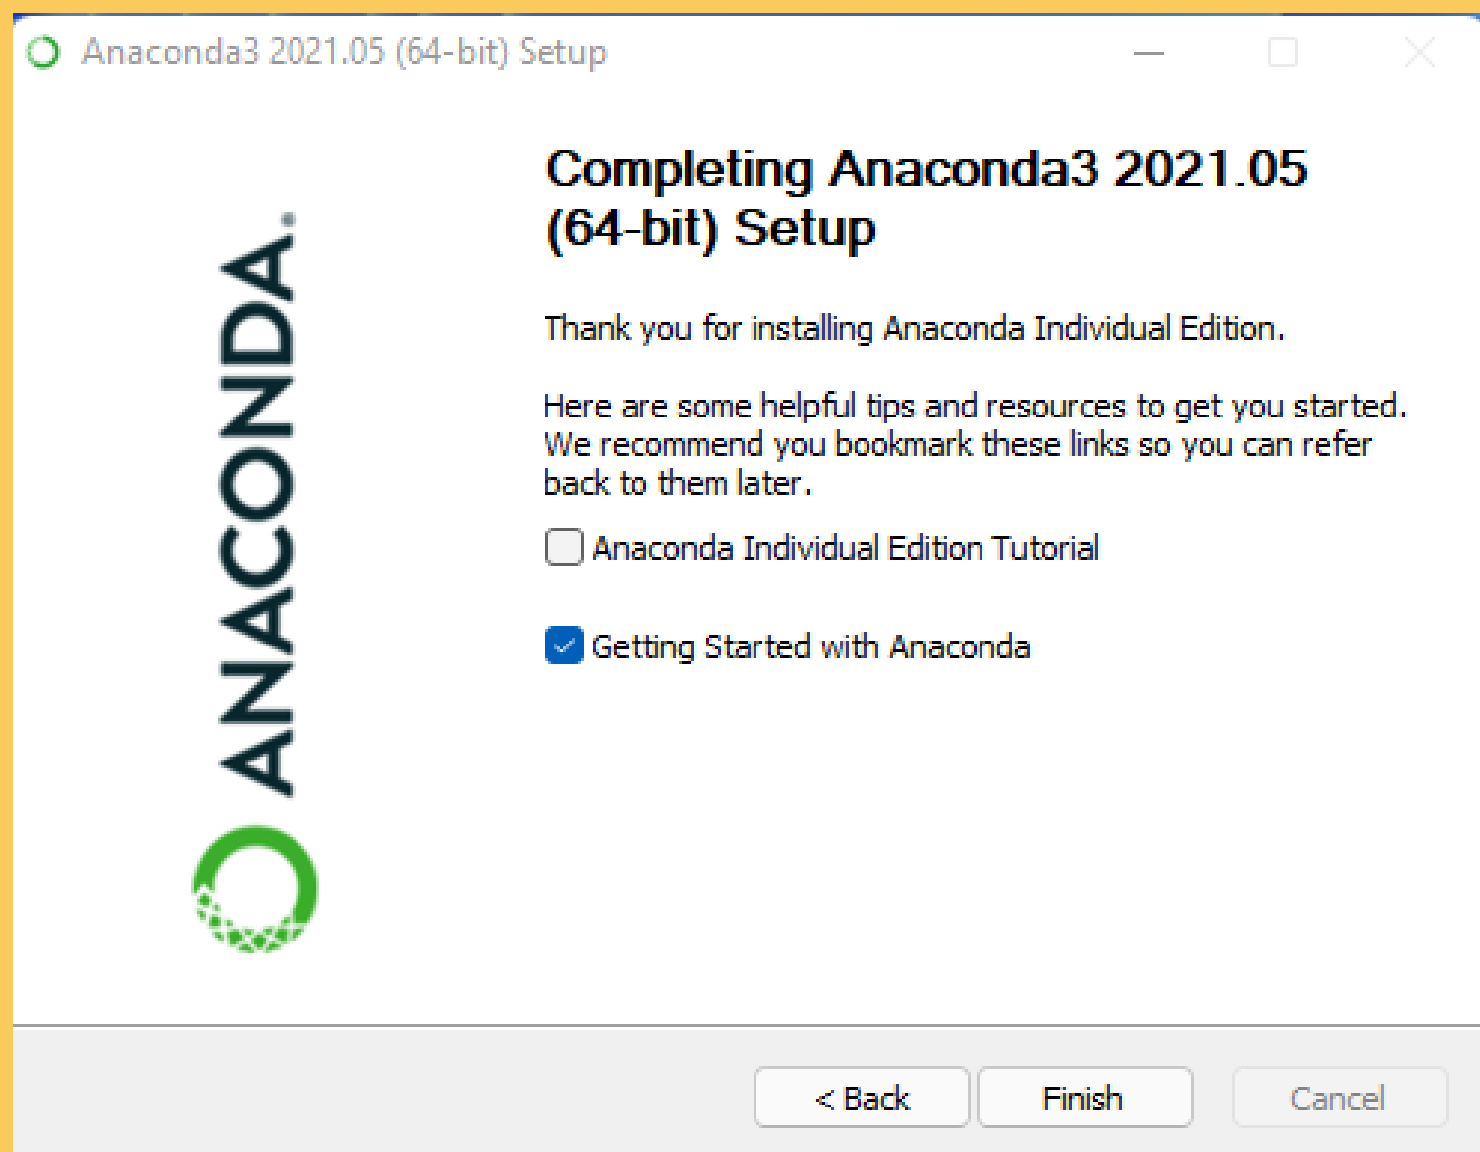 Anaconda3 2021.05 (64-bit) Setup
ANACONDA.
Completing Anaconda3 2021.05
(64-bit) Setup
Thank you for installing Anaconda Individual Edition.
Here are some helpful tips and resources to get you started.
We recommend you bookmark these links so you can refer
back to them later.
Anaconda Individual Edition Tutorial
Getting Started with Anaconda
< Back
Finish
Cancel